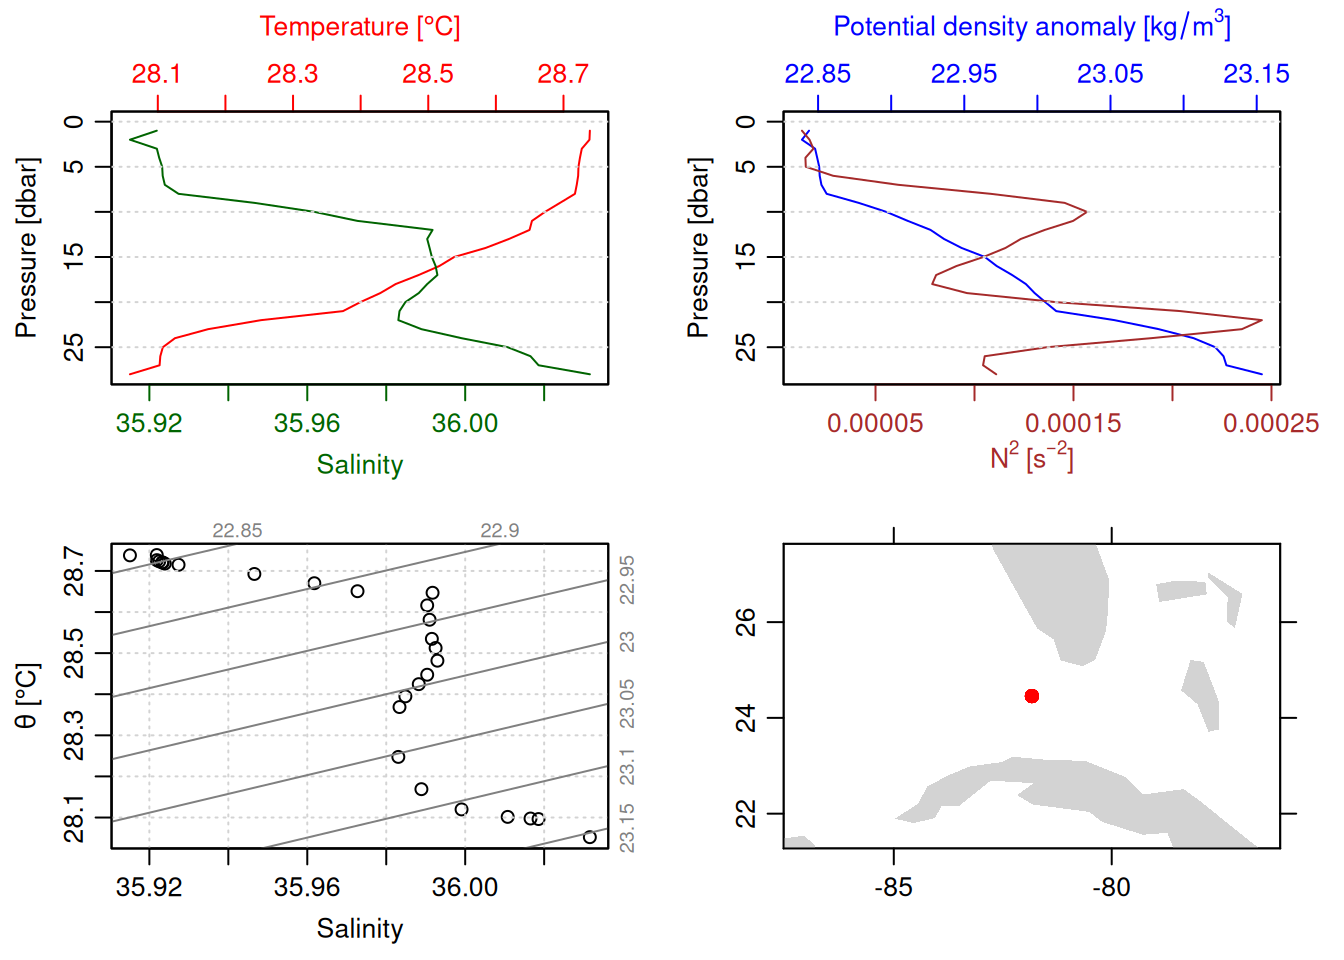 Temperature [°C]
28.1 28.3 28.5 28.7
Pressure [dbar]
0 5 15 25
35.92 35.96 36.00
Salinity
Potential density anomaly [kg/m³]
22.85 22.95 23.05 23.15
Pressure [dbar]
0 5 15 25
0.00005 0.00015 0.00025
N² [s⁻²]
22.85 22.9
22.95
23
23.05
23.1
23.15
θ [°C]
28.7 28.5 28.3 28.1
35.92 35.96 36.00
Salinity
26
24
22
-85 -80